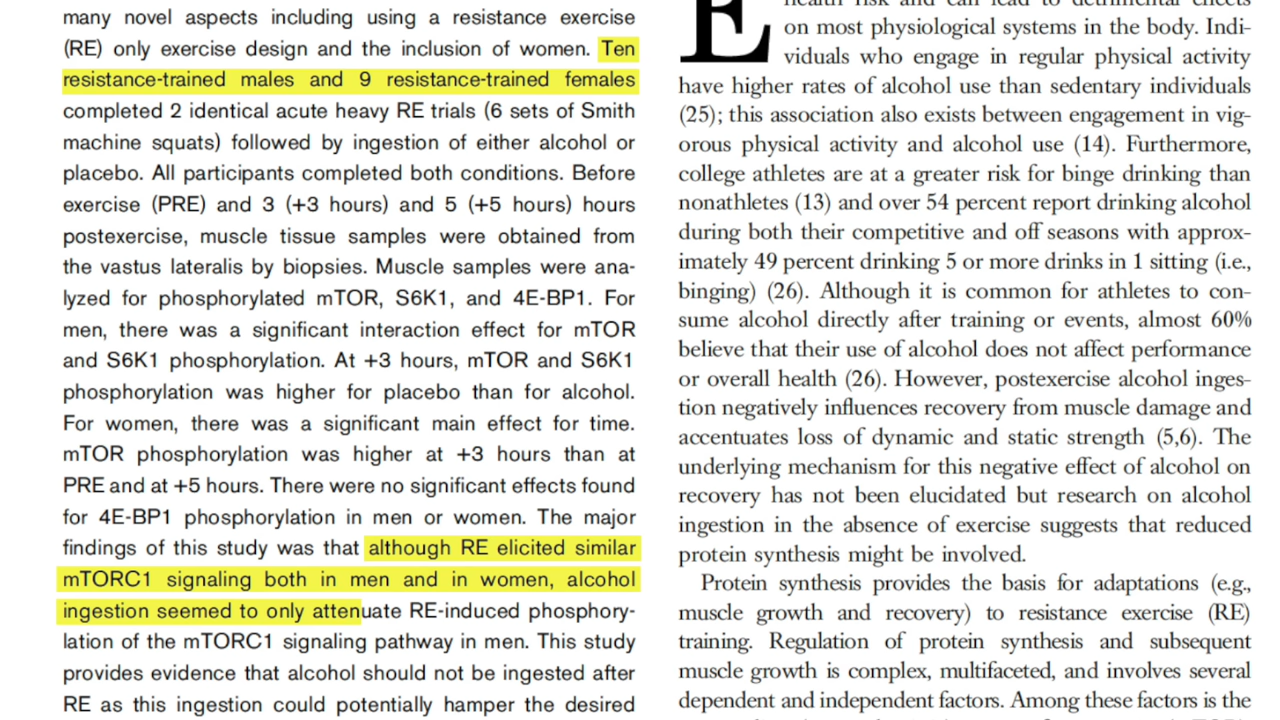 many novel aspects including using a resistance exercise
(RE) only exercise design and the inclusion of women. Ten
resistance-trained males and 9 resistance-trained females
completed 2 identical acute heavy RE trials (6 sets of Smith
machine squats) followed by ingestion of either alcohol or
placebo. All participants completed both conditions. Before
exercise (PRE) and 3 (+3 hours) and 5 (+5 hours) hours
postexercise, muscle tissue samples were obtained from
the vastus lateralis by biopsies. Muscle samples were ana-
lyzed for phosphorylated mTOR, S6K1, and 4E-BP1. For
men, there was a significant interaction effect for mTOR
and S6K1 phosphorylation. At +3 hours, mTOR and S6K1
phosphorylation was higher for placebo than for alcohol.
For women, there was a significant main effect for time.
mTOR phosphorylation was higher at +3 hours than at
PRE and at +5 hours. There were no significant effects found
for 4E-BP1 phosphorylation in men or women. The major
findings of this study was that although RE elicited similar
mTORC1 signaling both in men and in women, alcohol
ingestion seemed to only attenuate RE-induced phosphory-
lation of the mTORC1 signaling pathway in men. This study
provides evidence that alcohol should not be ingested after
RE as this ingestion could potentially hamper the desired
E
health risk and can lead to detrimental effects
on most physiological systems in the body. Indi-
viduals who engage in regular physical activity
have higher rates of alcohol use than sedentary individuals
(25); this association also exists between engagement in vig-
orous physical activity and alcohol use (14). Furthermore,
college athletes are at a greater risk for binge drinking than
nonathletes (13) and over 54 percent report drinking alcohol
during both their competitive and off seasons with approx-
imately 49 percent drinking 5 or more drinks in 1 sitting (i.e.,
binging) (26). Although it is common for athletes to con-
sume alcohol directly after training or events, almost 60%
believe that their use of alcohol does not affect performance
or overall health (26). However, postexercise alcohol inges-
tion negatively influences recovery from muscle damage and
accentuates loss of dynamic and static strength (5,6). The
underlying mechanism for this negative effect of alcohol on
recovery has not been elucidated but research on alcohol
ingestion in the absence of exercise suggests that reduced
protein synthesis might be involved.
Protein synthesis provides the basis for adaptations (e.g.,
muscle growth and recovery) to resistance exercise (RE)
training. Regulation of protein synthesis and subsequent
muscle growth is complex, multifaceted, and involves several
dependent and independent factors. Among these factors is the